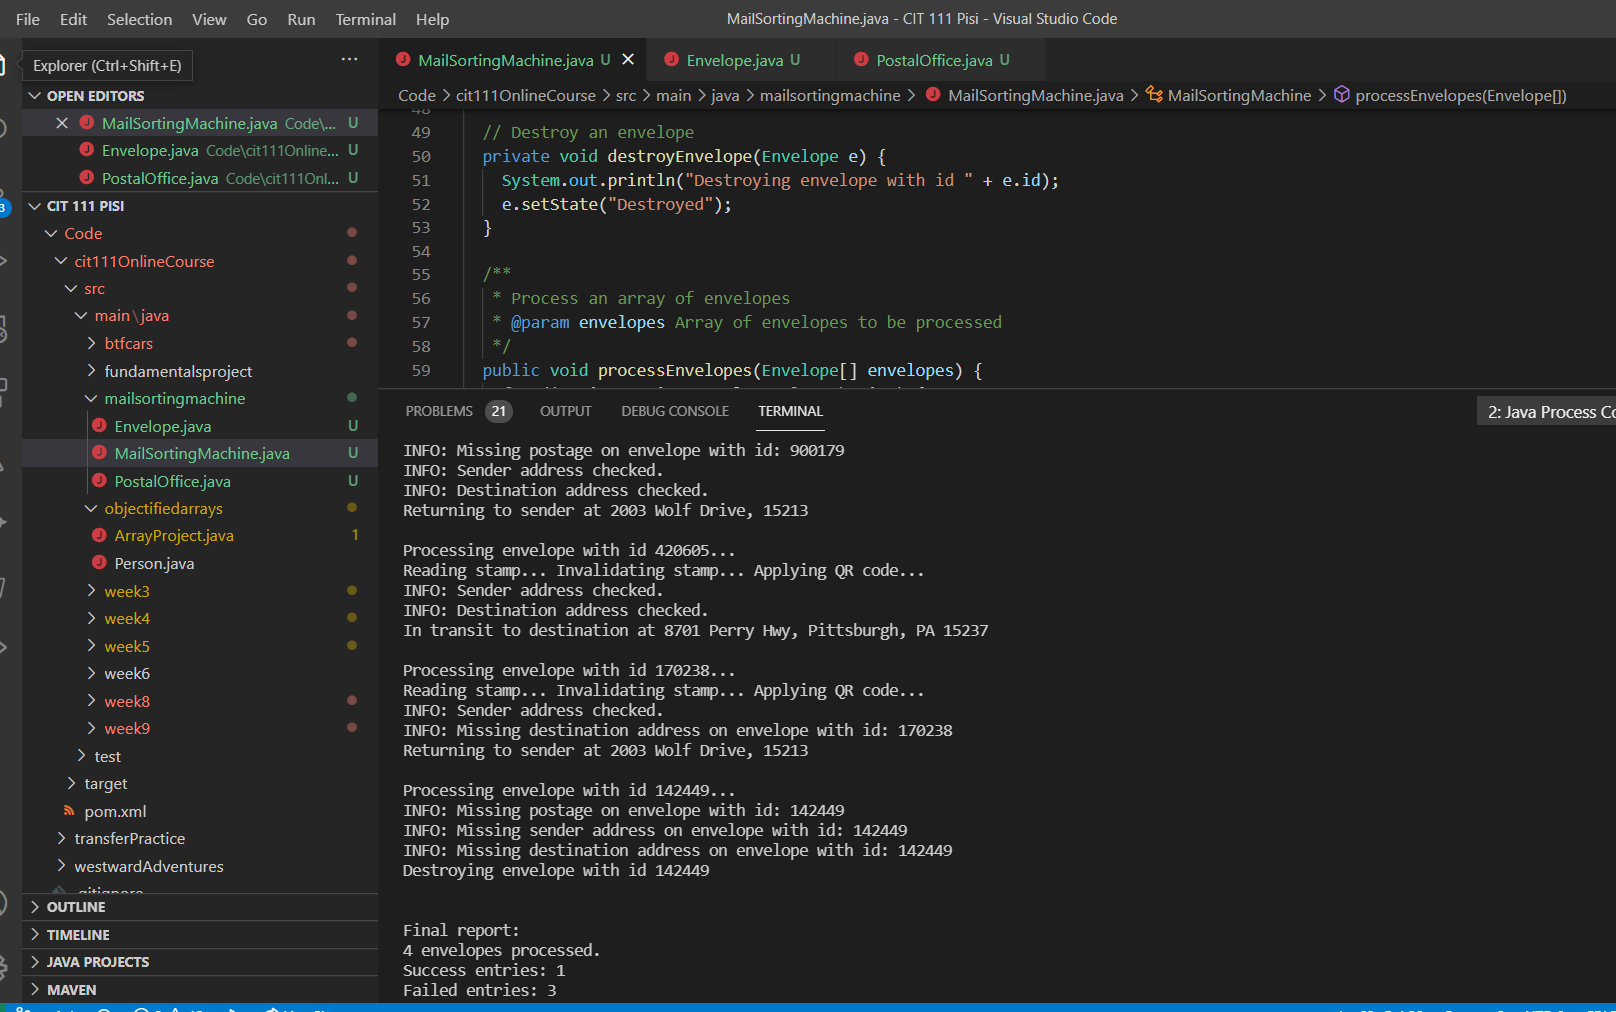 File Edit Selection View Go Run Terminal Help
MailSortingMachine.java - CIT 111 Pisi - Visual Studio Code
Explorer (Ctrl+Shift+E)
...
OPEN EDITORS
MailSortingMachine.java Code\... U
Envelope.java Code\cit111Online... U
PostalOffice.java Code\cit111Onl... U
CIT 111 PISI
Code
cit111OnlineCourse
src
main\java
btfcars
fundamentalsproject
mailsortingmachine
Envelope.java U
MailSortingMachine.java U
PostalOffice.java U
objectifiedarrays
ArrayProject.java 1
Person.java
week3
week4
week5
week6
week8
week9
test
target
pom.xml
transferPractice
westwardAdventures
.gitignore
OUTLINE
TIMELINE
JAVA PROJECTS
MAVEN
3
MailSortingMachine.java U
Envelope.java U
PostalOffice.java U
Code > cit111OnlineCourse > src > main > java > mailsortingmachine > MailSortingMachine.java > MailSortingMachine > processEnvelopes(Envelope[])
48
49 // Destroy an envelope
50 private void destroyEnvelope(Envelope e) {
51 System.out.println("Destroying envelope with id " + e.id);
52 e.setState("Destroyed");
53 }
54
55 /**
56 * Process an array of envelopes
57 * @param envelopes Array of envelopes to be processed
58 */
59 public void processEnvelopes(Envelope[] envelopes) {
PROBLEMS 21 OUTPUT DEBUG CONSOLE TERMINAL
2: Java Process Co
INFO: Missing postage on envelope with id: 900179
INFO: Sender address checked.
INFO: Destination address checked.
Returning to sender at 2003 Wolf Drive, 15213
Processing envelope with id 420605...
Reading stamp... Invalidating stamp... Applying QR code...
INFO: Sender address checked.
INFO: Destination address checked.
In transit to destination at 8701 Perry Hwy, Pittsburgh, PA 15237
Processing envelope with id 170238...
Reading stamp... Invalidating stamp... Applying QR code...
INFO: Sender address checked.
INFO: Missing destination address on envelope with id: 170238
Returning to sender at 2003 Wolf Drive, 15213
Processing envelope with id 142449...
INFO: Missing postage on envelope with id: 142449
INFO: Missing sender address on envelope with id: 142449
INFO: Missing destination address on envelope with id: 142449
Destroying envelope with id 142449
Final report:
4 envelopes processed.
Success entries: 1
Failed entries: 3